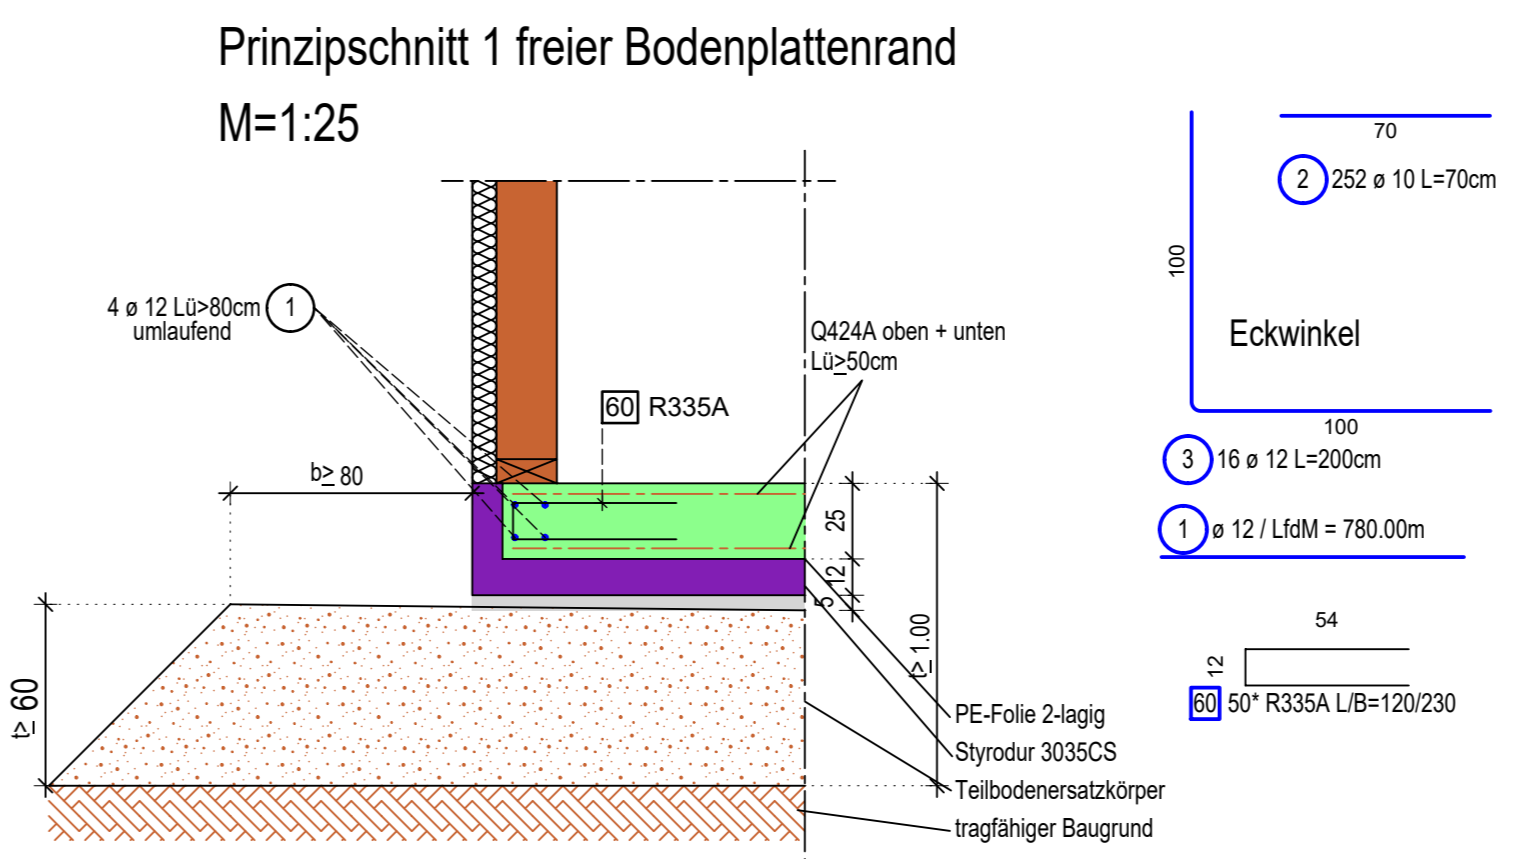 Prinzipschnitt 1 freier Bodenplattenrand
M=1:25
4 ø 12 Lü>80cm
umlaufend
1
60 R335A
Q424A oben + unten
Lü≥50cm
b≥ 80
25
12
5
t≥ 1.00
t≥ 60
PE-Folie 2-lagig
Styrodur 3035CS
Teilbodenersatzkörper
tragfähiger Baugrund
70
2 252 ø 10 L=70cm
100
Eckwinkel
100
3 16 ø 12 L=200cm
1 ø 12 / LfdM = 780.00m
54
12
60 50* R335A L/B=120/230